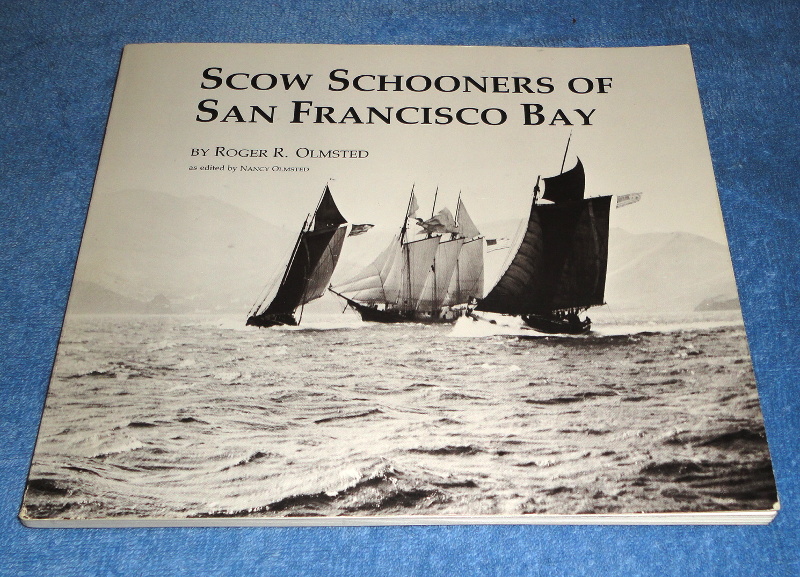 Scow Schooners of
San Francisco Bay
by Roger R. Olmsted
as edited by Nancy Olmsted